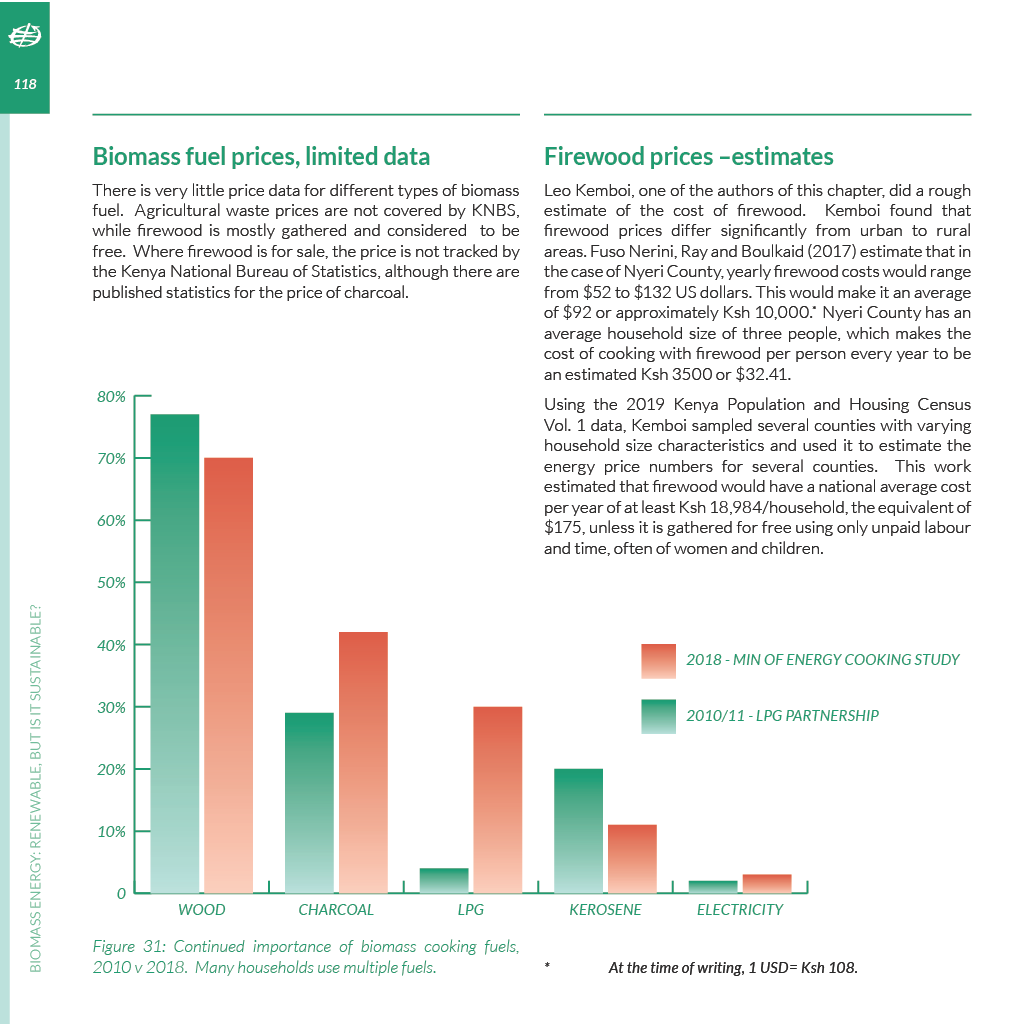 118
Biomass fuel prices, limited data
There is very little price data for different types of biomass
fuel. Agricultural waste prices are not covered by KNBS,
while firewood is mostly gathered and considered to be
free. Where firewood is for sale, the price is not tracked by
the Kenya National Bureau of Statistics, although there are
published statistics for the price of charcoal.
Firewood prices –estimates
Leo Kemboi, one of the authors of this chapter, did a rough
estimate of the cost of firewood. Kemboi found that
firewood prices differ significantly from urban to rural
areas. Fuso Nerini, Ray and Boulkaid (2017) estimate that in
the case of Nyeri County, yearly firewood costs would range
from $52 to $132 US dollars. This would make it an average
of $92 or approximately Ksh 10,000.* Nyeri County has an
average household size of three people, which makes the
cost of cooking with firewood per person every year to be
an estimated Ksh 3500 or $32.41.
Using the 2019 Kenya Population and Housing Census
Vol. 1 data, Kemboi sampled several counties with varying
household size characteristics and used it to estimate the
energy price numbers for several counties. This work
estimated that firewood would have a national average cost
per year of at least Ksh 18,984/household, the equivalent of
$175, unless it is gathered for free using only unpaid labour
and time, often of women and children.
80%
70%
60%
50%
40%
30%
20%
10%
0
WOOD
CHARCOAL
LPG
KEROSENE
ELECTRICITY
2018 - MIN OF ENERGY COOKING STUDY
2010/11 - LPG PARTNERSHIP
Figure 31: Continued importance of biomass cooking fuels,
2010 v 2018. Many households use multiple fuels.
* At the time of writing, 1 USD= Ksh 108.
BIOMASS ENERGY: RENEWABLE, BUT IS IT SUSTAINABLE?